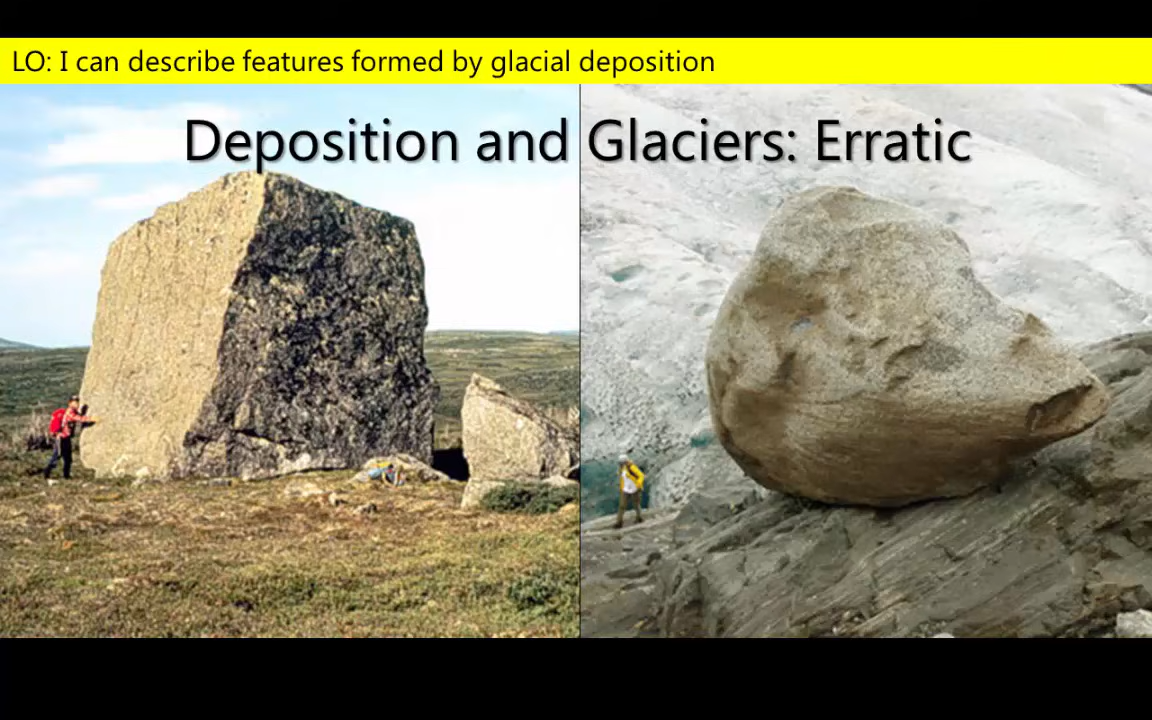 LO: I can describe features formed by glacial deposition
Deposition and Glaciers: Erratic